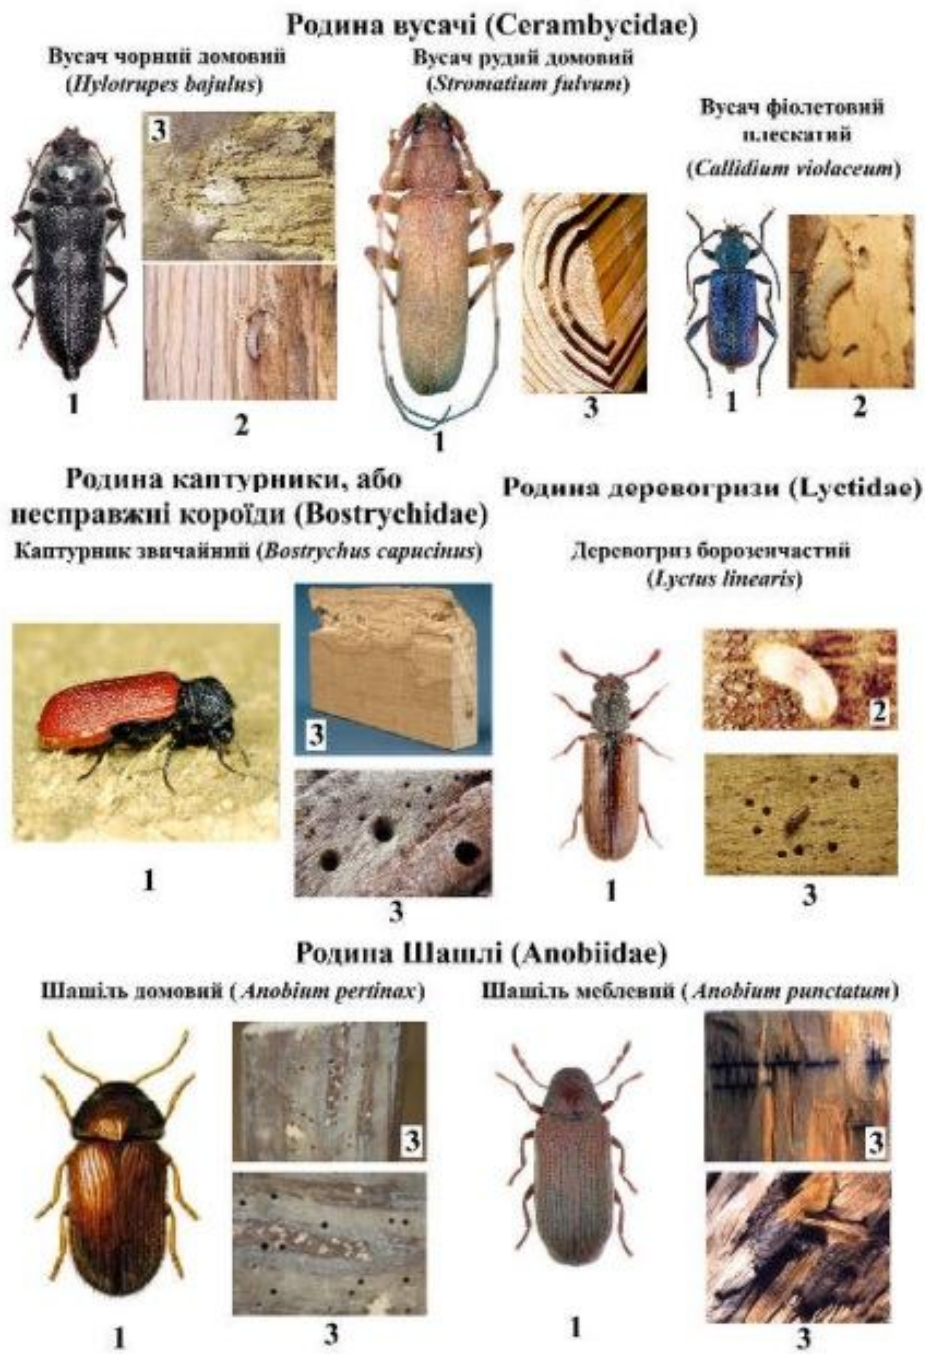 Родина вусачі (Cerambycidae)
Вусач чорний домовий
(Hylotrupes bajulus)
Вусач рудий домовий
(Stromatium fulvum)
Вусач фіолетовий
плескатий
(Callidium violaceum)
3
1
2
1
3
1
2
Родина каптурники, або
несправжні короїди (Bostrychidae)
Каптурник звичайний (Bostrychus capucinus)
Родина деревогризи (Lyctidae)
Деревогриз борозенчастий
(Lyctus linearis)
1
3
3
1
2
3
Родина Шашлі (Anobiidae)
Шашіль домовий (Anobium pertinax)
Шашіль меблевий (Anobium punctatum)
1
3
3
1
3
3